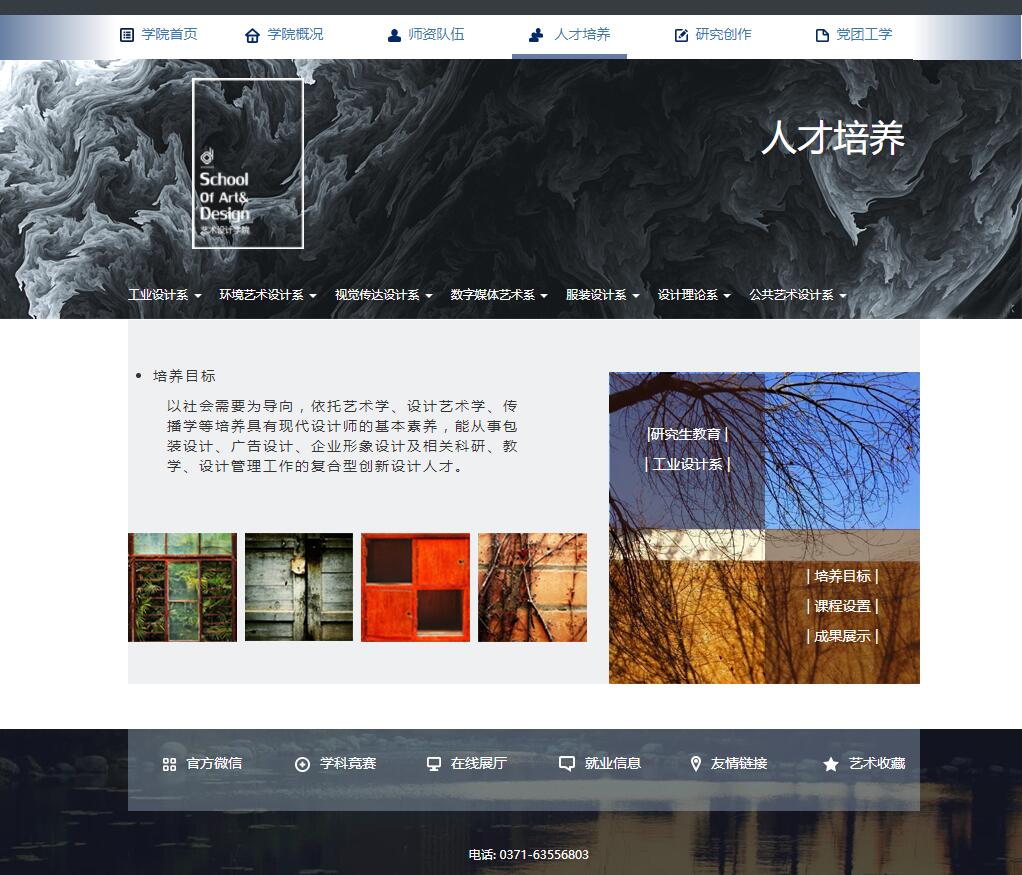 学院首页 学院概况 师资队伍 人才培养 研究创作 党团工学
人才培养
School
Of Art&
Design
艺术设计学院
工业设计系 环境艺术设计系 视觉传达设计系 数字媒体艺术系 服装设计系 设计理论系 公共艺术设计系
培养目标
以社会需要为导向，依托艺术学、设计艺术学、传
播学等培养具有现代设计师的基本素养，能从事包
装设计、广告设计、企业形象设计及相关科研、教
学、设计管理工作的复合型创新设计人才。
|研究生教育 |
| 工业设计系 |
| 培养目标 |
| 课程设置 |
| 成果展示 |
官方微信 学科竞赛 在线展厅 就业信息 友情链接 艺术收藏
电话: 0371-63556803